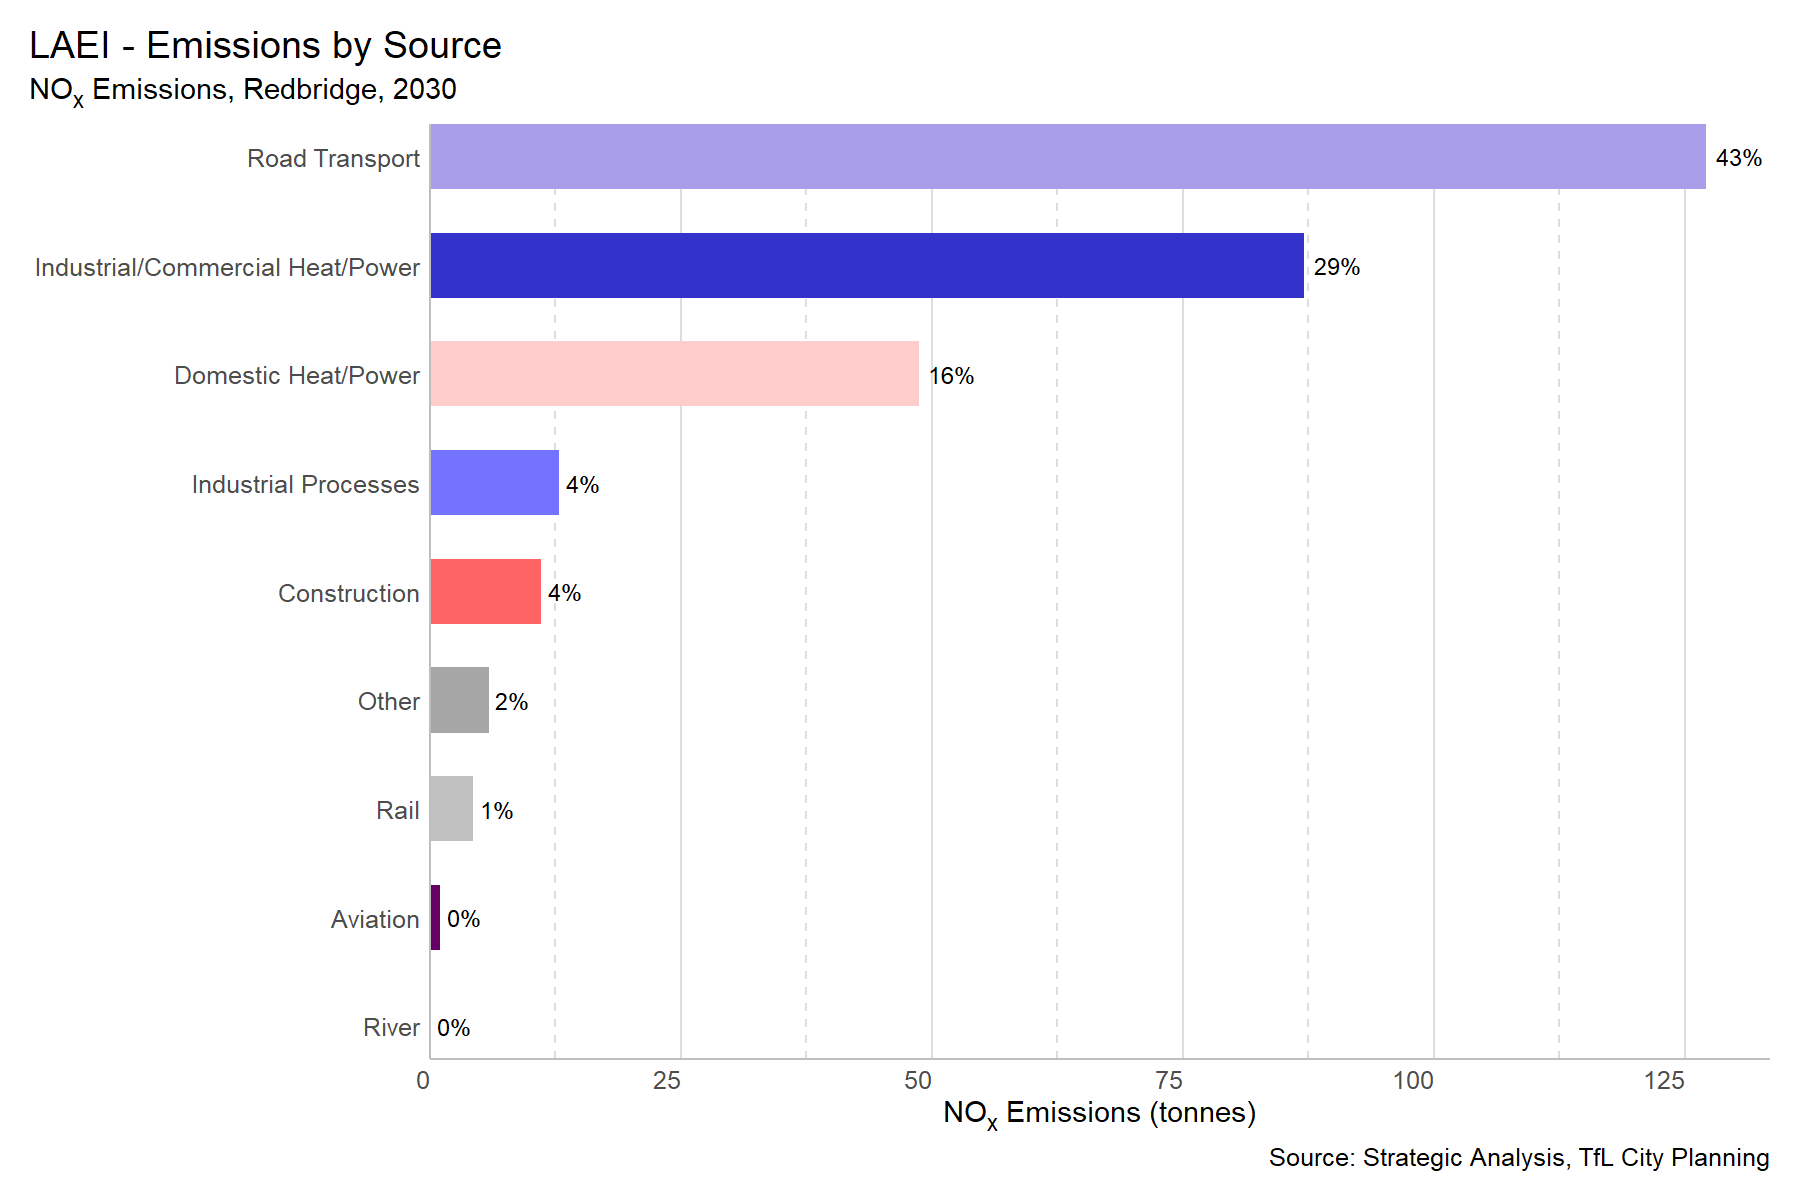 LAEI - Emissions by Source
NOx Emissions, Redbridge, 2030
Road Transport 43%
Industrial/Commercial Heat/Power 29%
Domestic Heat/Power 16%
Industrial Processes 4%
Construction 4%
Other 2%
Rail 1%
Aviation 0%
River 0%
0 25 50 75 100 125
NOx Emissions (tonnes)
Source: Strategic Analysis, TfL City Planning